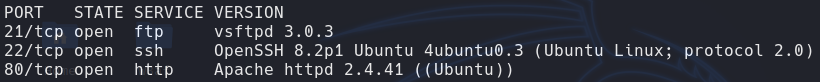 PORT   STATE SERVICE VERSION
21/tcp open  ftp     vsftpd 3.0.3
22/tcp open  ssh     OpenSSH 8.2p1 Ubuntu 4ubuntu0.3 (Ubuntu Linux; protocol 2.0)
80/tcp open  http    Apache httpd 2.4.41 ((Ubuntu))